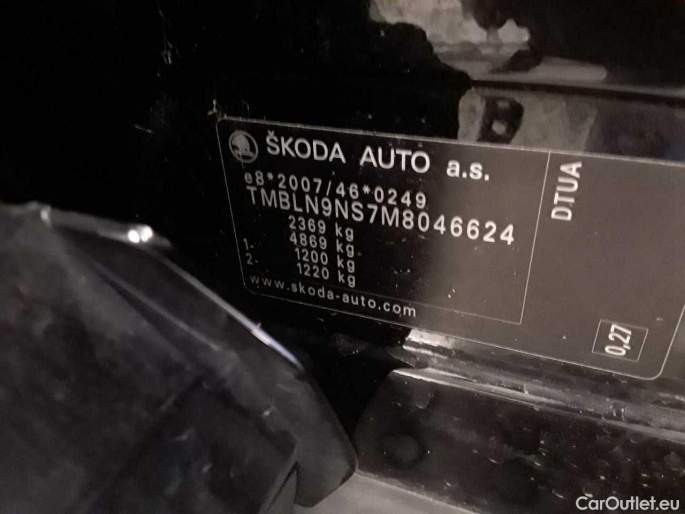 ŠKODA AUTO a.s.
e8*2007/46*0249
TMBLN9NS7M8046624
2369 kg
4869 kg
1- 1200 kg
2- 1220 kg
www.skoda-auto.com
DTUA
0,27
CarOutlet.eu